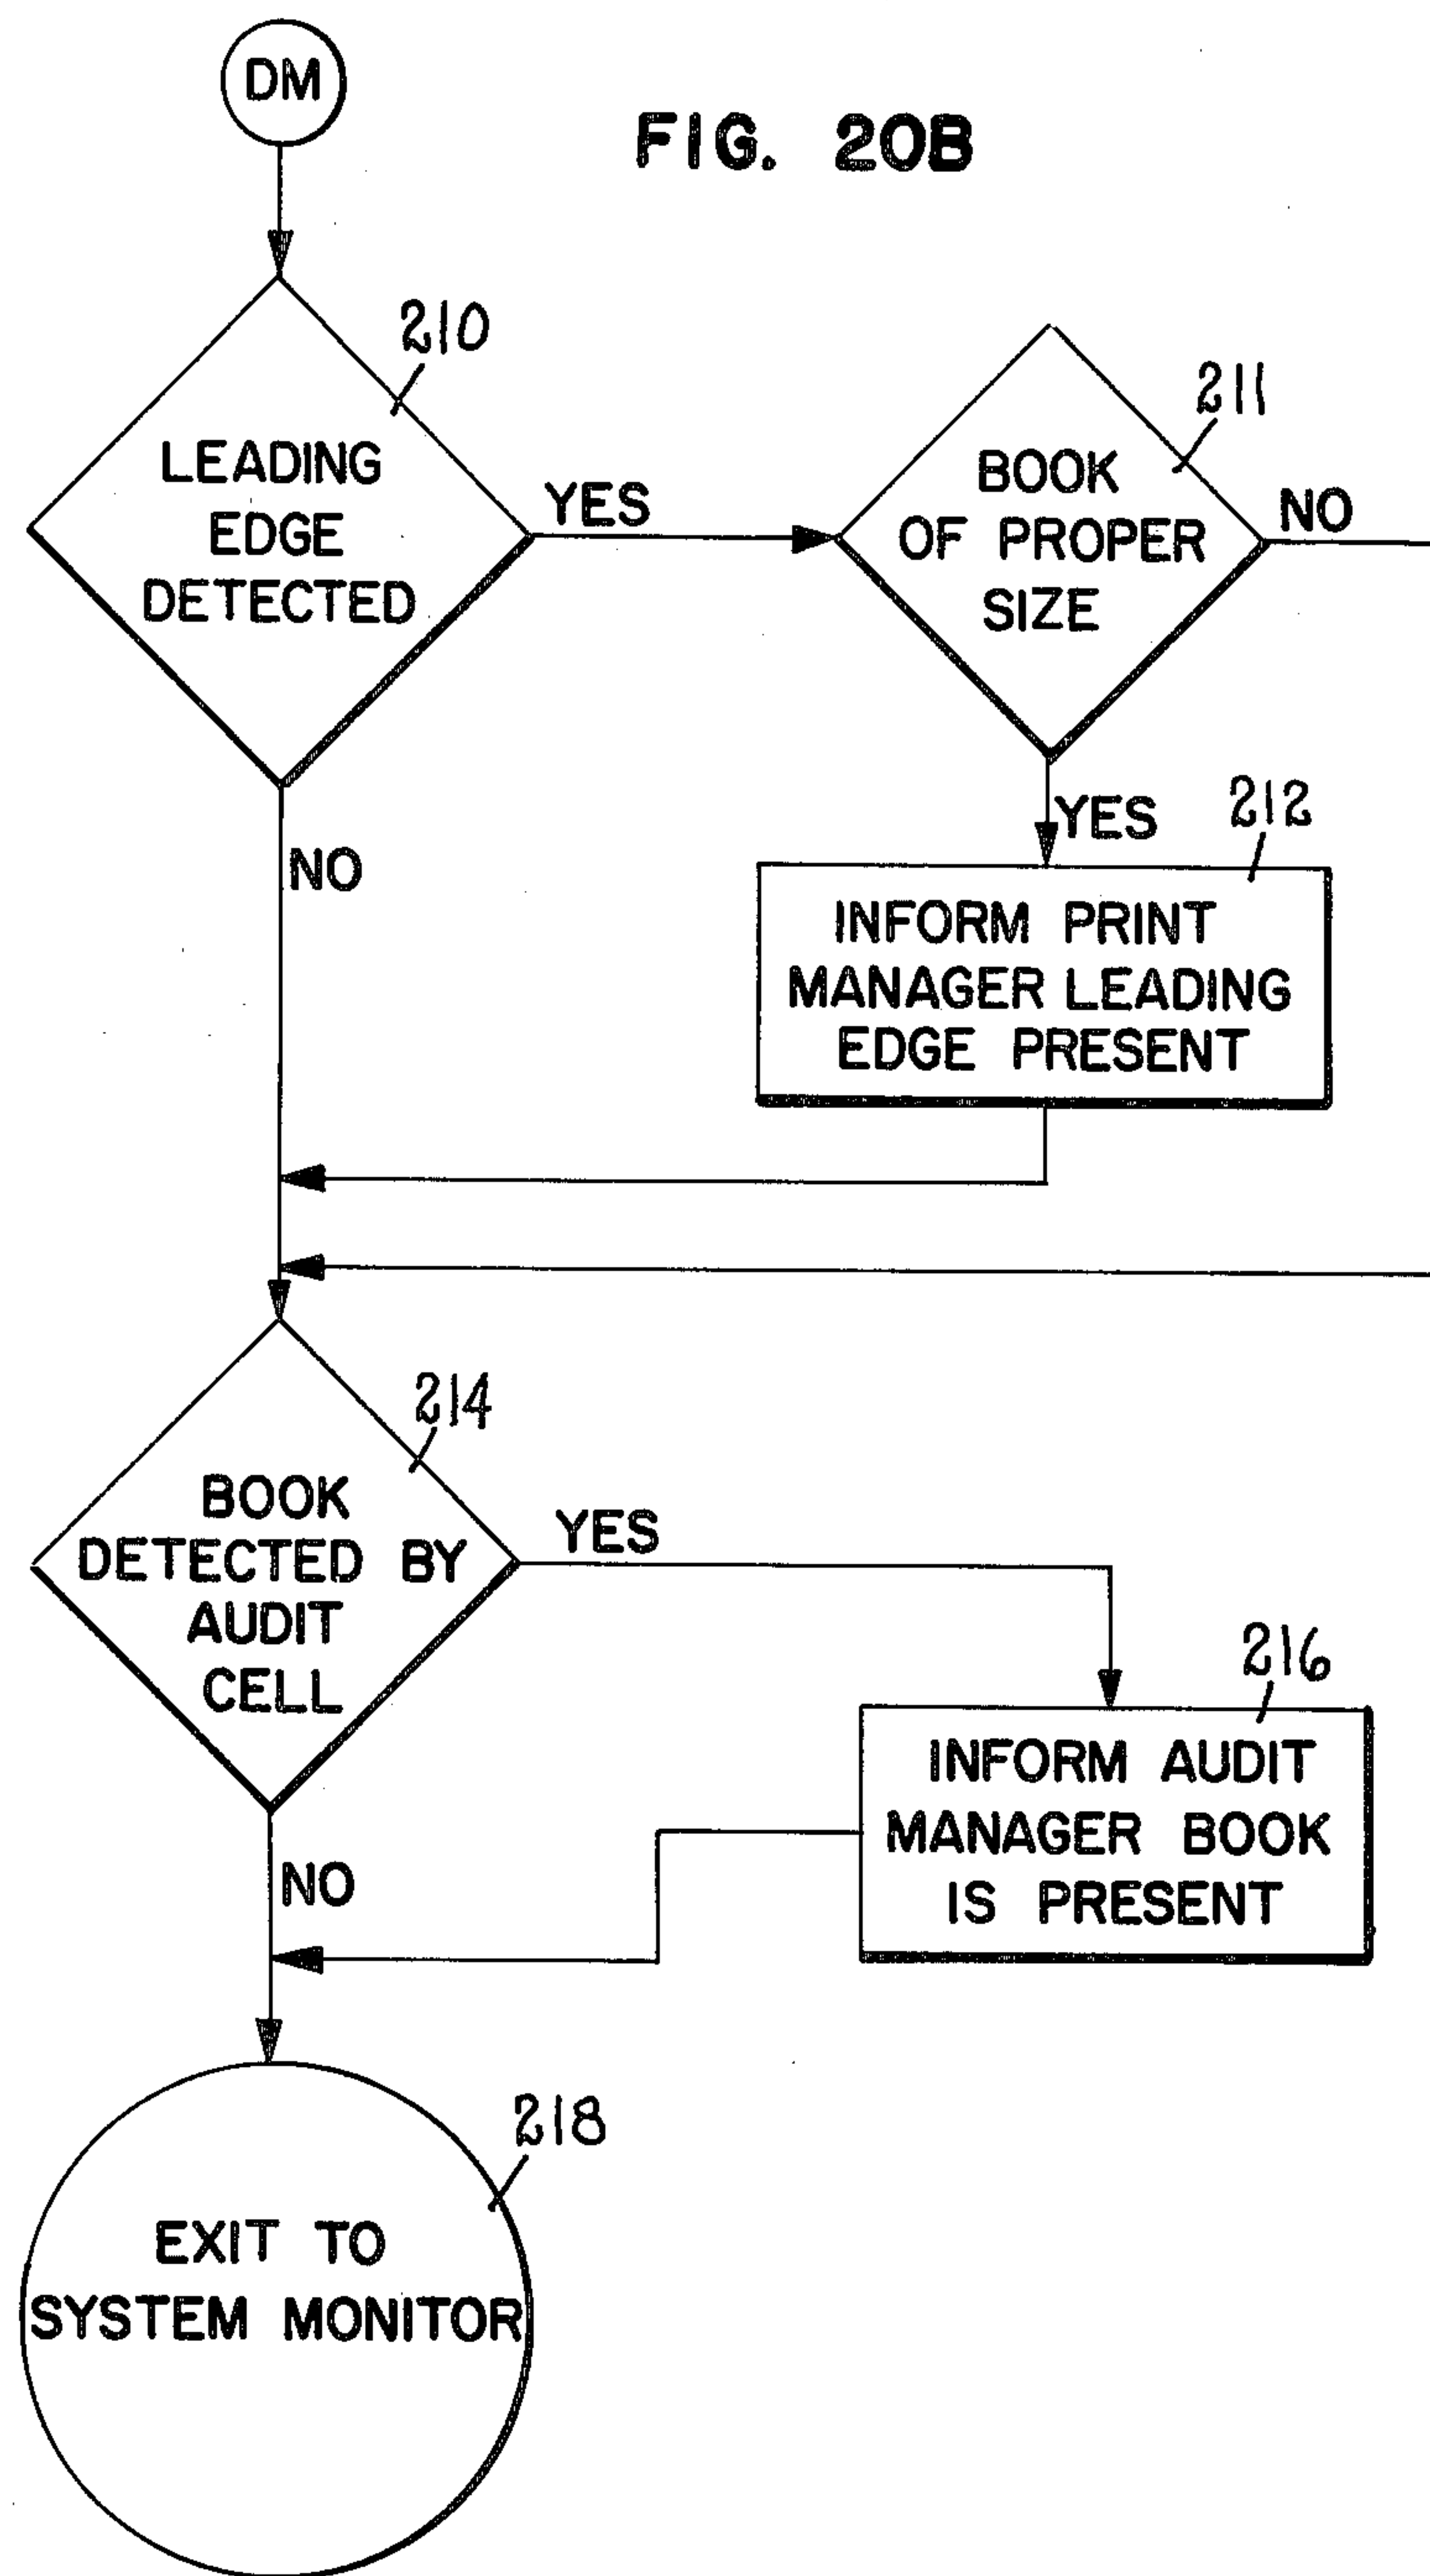 DM
FIG. 20B
210
LEADING
EDGE
DETECTED
YES
211
BOOK
OF PROPER
SIZE
NO
YES
212
NO
INFORM PRINT
MANAGER LEADING
EDGE PRESENT
214
BOOK
DETECTED BY
AUDIT
CELL
YES
216
INFORM AUDIT
MANAGER BOOK
IS PRESENT
NO
218
EXIT TO
SYSTEM MONITOR